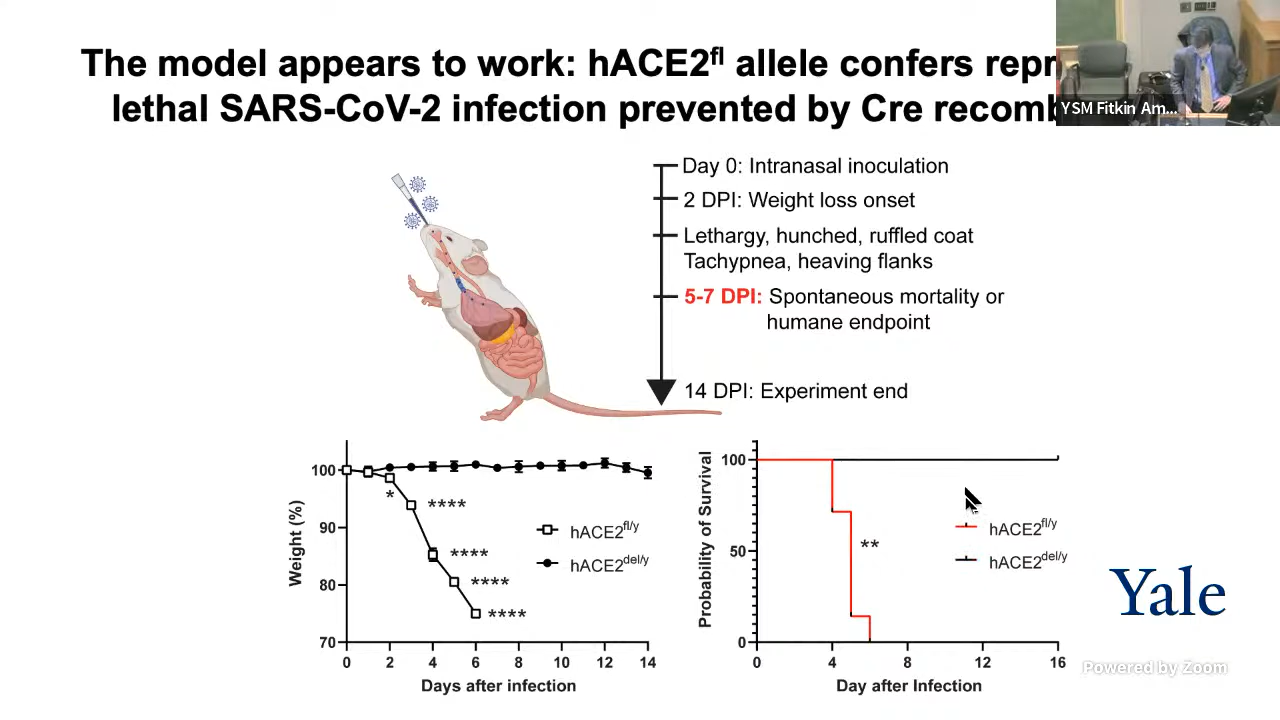 The model appears to work: hACE2fl allele confers repr
lethal SARS-CoV-2 infection prevented by Cre recomb
YSM Fitkin Am...
Day 0: Intranasal inoculation
2 DPI: Weight loss onset
Lethargy, hunched, ruffled coat
Tachypnea, heaving flanks
5-7 DPI: Spontaneous mortality or
humane endpoint
14 DPI: Experiment end
Weight (%)
100
90
80
70
*
****
****
****
****
hACE2fl/y
hACE2del/y
0 2 4 6 8 10 12 14
Days after infection
Probability of Survival
100
50
0
**
hACE2fl/y
hACE2del/y
0 4 8 12 16
Day after Infection
Yale
Powered by Zoom